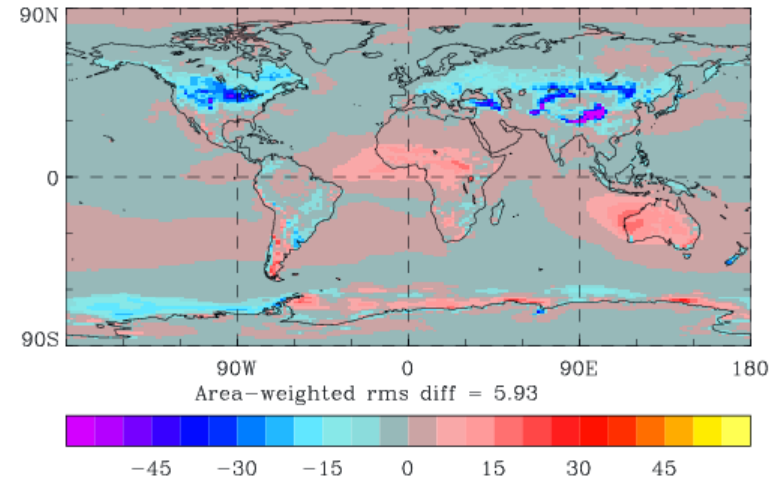 90N
0
90S
90W 0 90E 180
Area-weighted rms diff = 5.93
-45 -30 -15 0 15 30 45